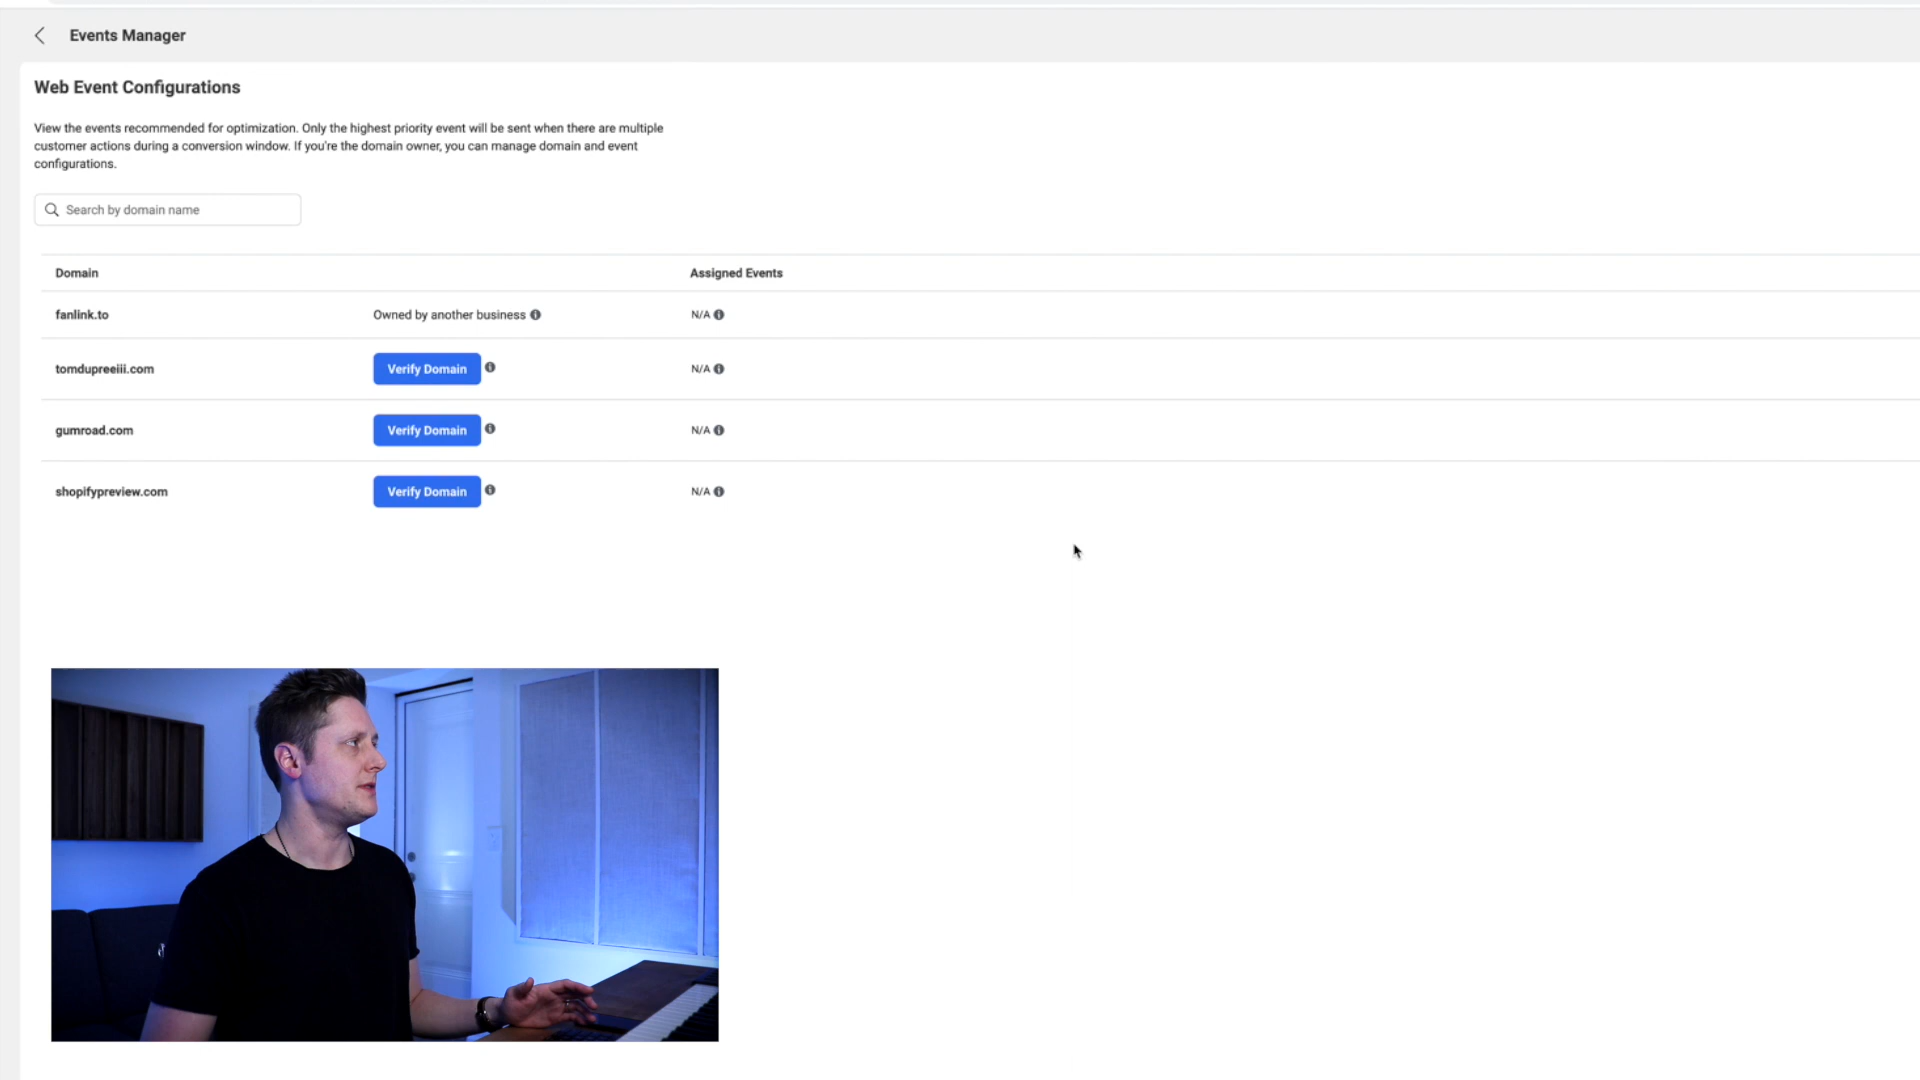 Events Manager
Web Event Configurations
View the events recommended for optimization. Only the highest priority event will be sent when there are multiple
customer actions during a conversion window. If you're the domain owner, you can manage domain and event
configurations.
Search by domain name
Domain Assigned Events
fanlink.to Owned by another business N/A
tomdupreeiii.com Verify Domain N/A
gumroad.com Verify Domain N/A
shopifypreview.com Verify Domain N/A